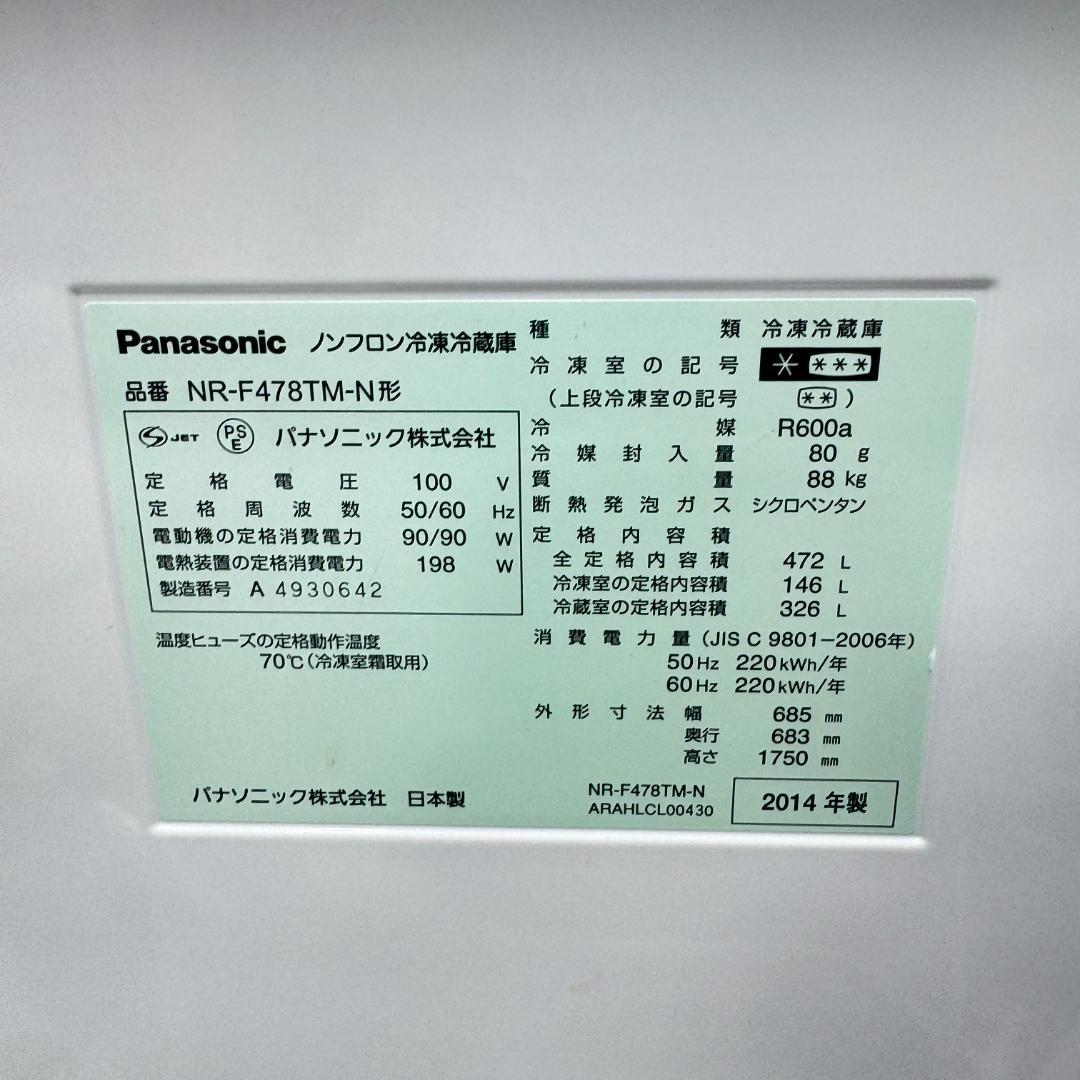 Panasonic ノンフロン冷凍冷蔵庫
品番 NR-F478TM-N形
S JET PS E パナソニック株式会社
定格電圧 100 V
定格周波数 50/60 Hz
電動機の定格消費電力 90/90 W
電熱装置の定格消費電力 198 W
製造番号 A 4930642
温度ヒューズの定格動作温度
70℃(冷凍室霜取用)
パナソニック株式会社 日本製
種類 冷凍冷蔵庫
冷凍室の記号 * ***
(上段冷凍室の記号 **)
冷媒 R600a
冷媒封入量 80 g
質量 88 kg
断熱発泡ガス シクロペンタン
定格内容積
全定格内容積 472 L
冷凍室の定格内容積 146 L
冷蔵室の定格内容積 326 L
消費電力量(JIS C 9801-2006年)
50Hz 220kWh/年
60Hz 220kWh/年
外形寸法 幅 685 mm
奥行 683 mm
高さ 1750 mm
NR-F478TM-N
ARAHLCL00430
2014年製